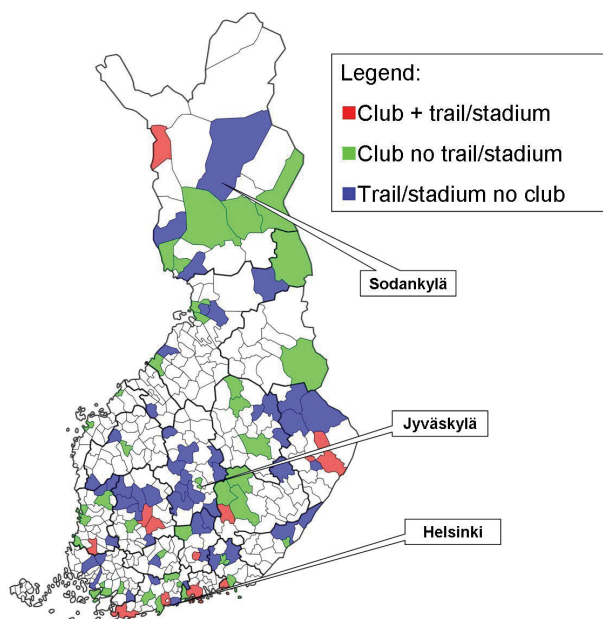 Legend:
Club + trail/stadium
Club no trail/stadium
Trail/stadium no club
Sodankylä
Jyväskylä
Helsinki